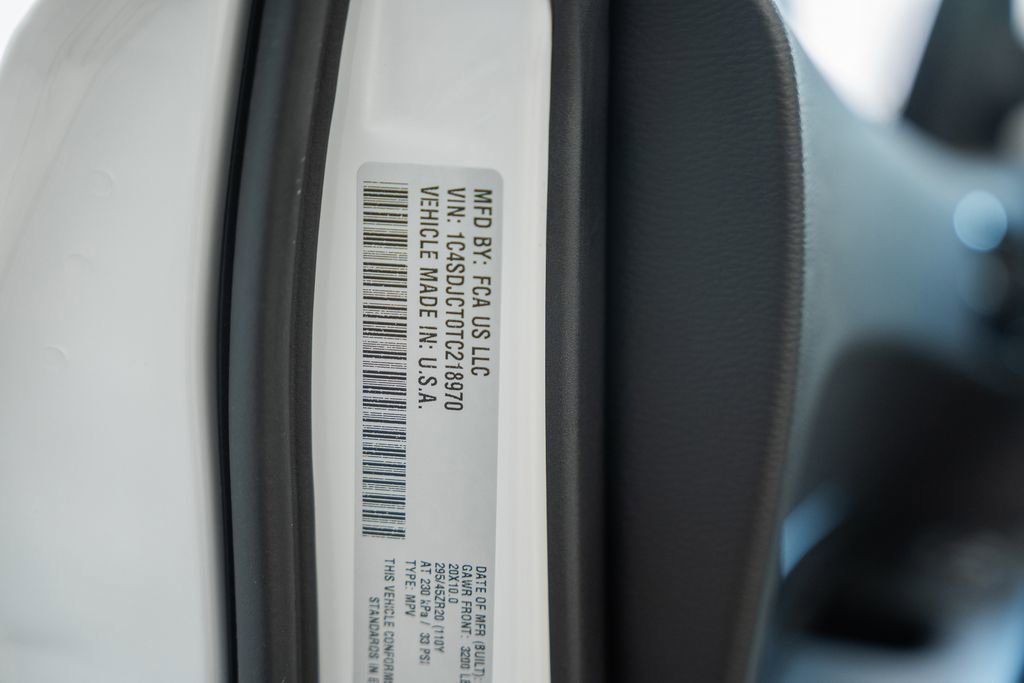 MFD BY: FCA US LLC
VIN: 1C4SDJCT0TC218970
VEHICLE MADE IN: U.S.A.
DATE OF MFR (BUILT):
GAWR FRONT: 3200 LB
20X10.0
295/45ZR20 (110Y
AT 230 kPa / 33 PSI
TYPE: MPV
THIS VEHICLE CONFORMS
STANDARDS IN